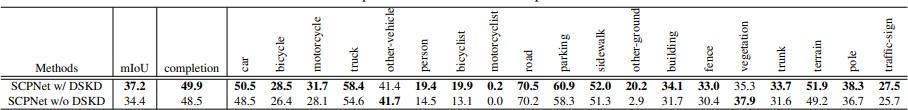 Methods mIoU completion car bicycle motorcycle truck other-vehicle person bicyclist motorcyclist road parking sidewalk other-ground building fence vegetation trunk terrain pole traffic-sign
SCPNet w/ DSKD 37.2 49.9 50.5 28.5 31.7 58.4 41.4 19.4 19.9 0.2 70.5 60.9 52.0 20.2 34.1 33.0 35.3 33.7 51.9 38.3 27.5
SCPNet w/o DSKD 34.4 48.5 48.5 26.4 28.1 54.6 41.7 14.5 13.1 0.0 70.2 58.3 51.3 2.9 31.7 30.4 37.9 31.6 49.2 36.7 25.7